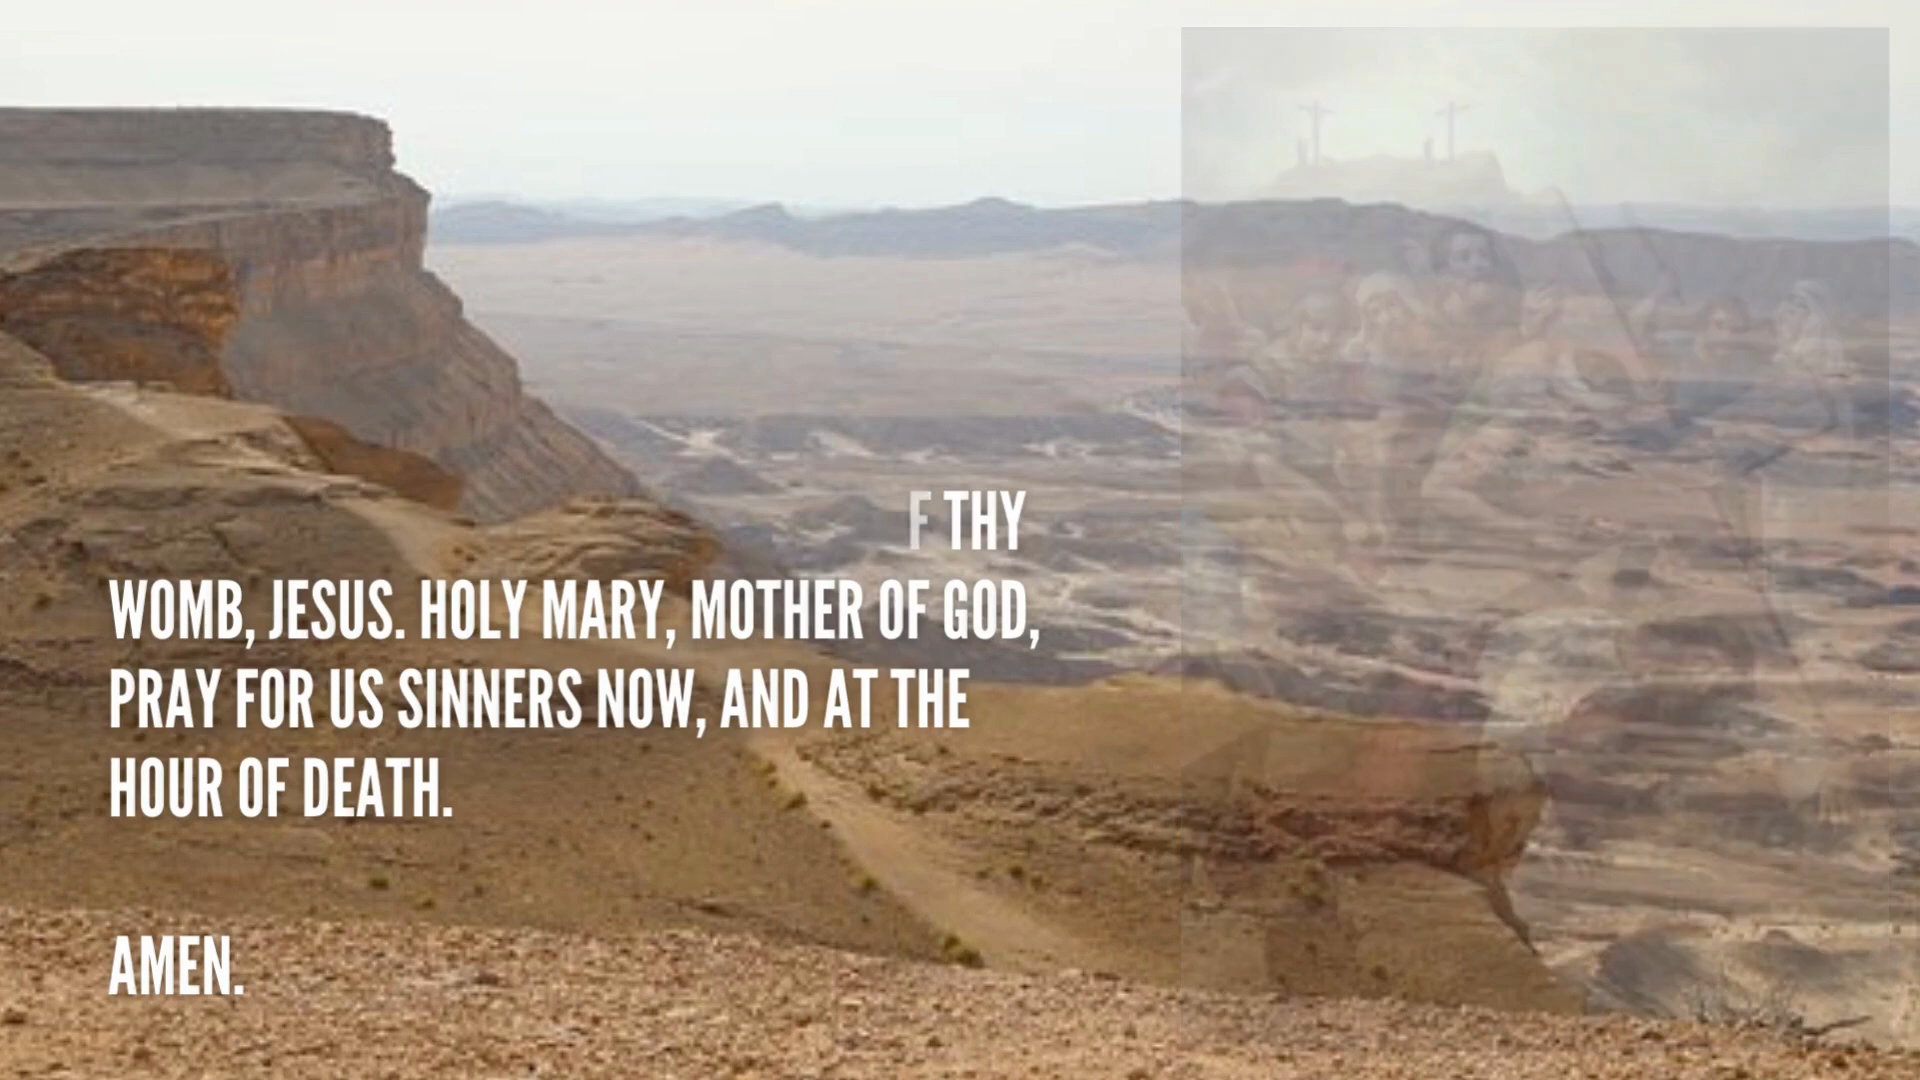 F THY
WOMB, JESUS. HOLY MARY, MOTHER OF GOD,
PRAY FOR US SINNERS NOW, AND AT THE
HOUR OF DEATH.
AMEN.